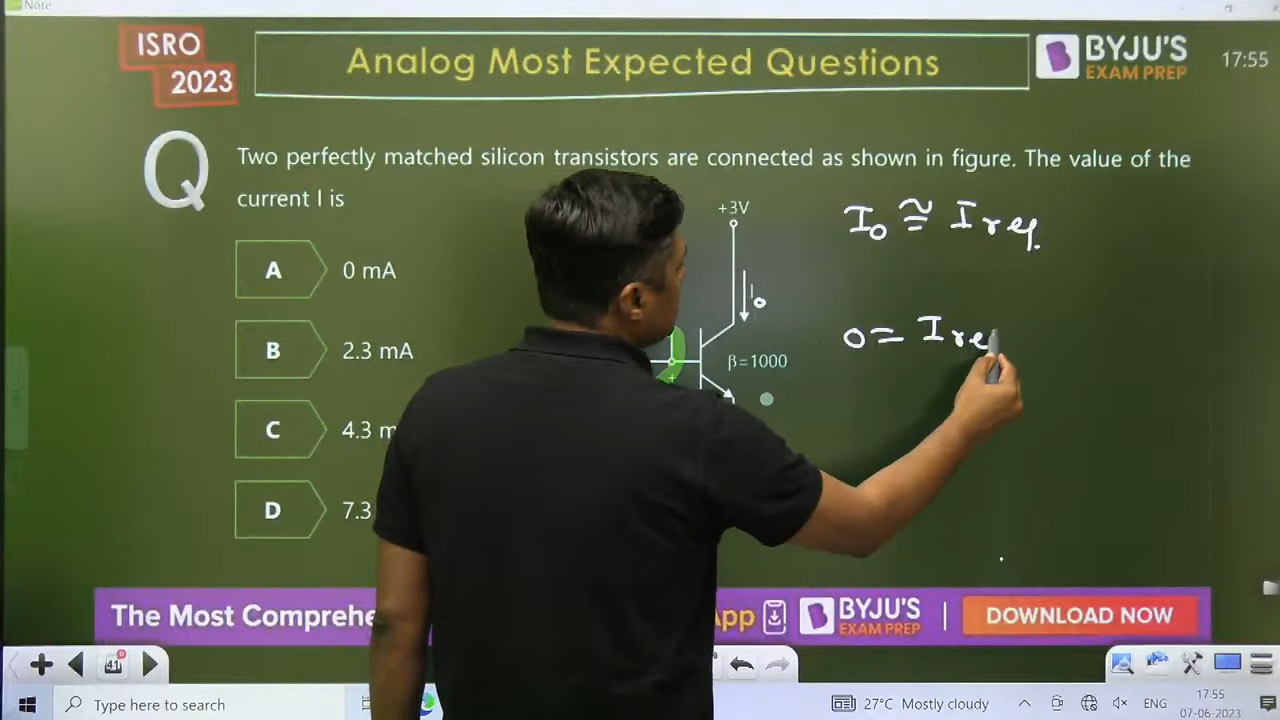 Note
ISRO
2023
Analog Most Expected Questions
BYJU'S
EXAM PREP
17:55
Q
Two perfectly matched silicon transistors are connected as shown in figure. The value of the
current I is
+3V
I₀ ≅ I ref.
A 0 mA
I₀
B 2.3 mA
β=1000
0 = I re
C 4.3 m
D 7.3
The Most Comprehe
App
BYJU'S
EXAM PREP
DOWNLOAD NOW
41
Type here to search
27°C Mostly cloudy
ENG
17:55
07-06-2023